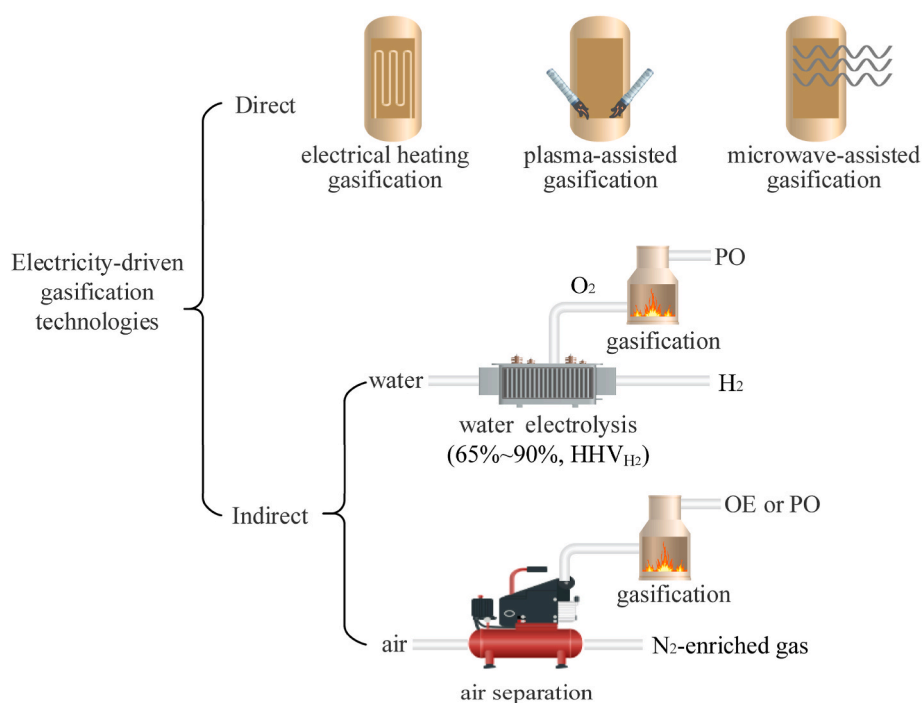 Direct
electrical heating
gasification
plasma-assisted
gasification
microwave-assisted
gasification
Electricity-driven
gasification
technologies
PO
O₂
gasification
water
H₂
water electrolysis
(65%~90%, HHV_H₂)
Indirect
OE or PO
gasification
air
N₂-enriched gas
air separation